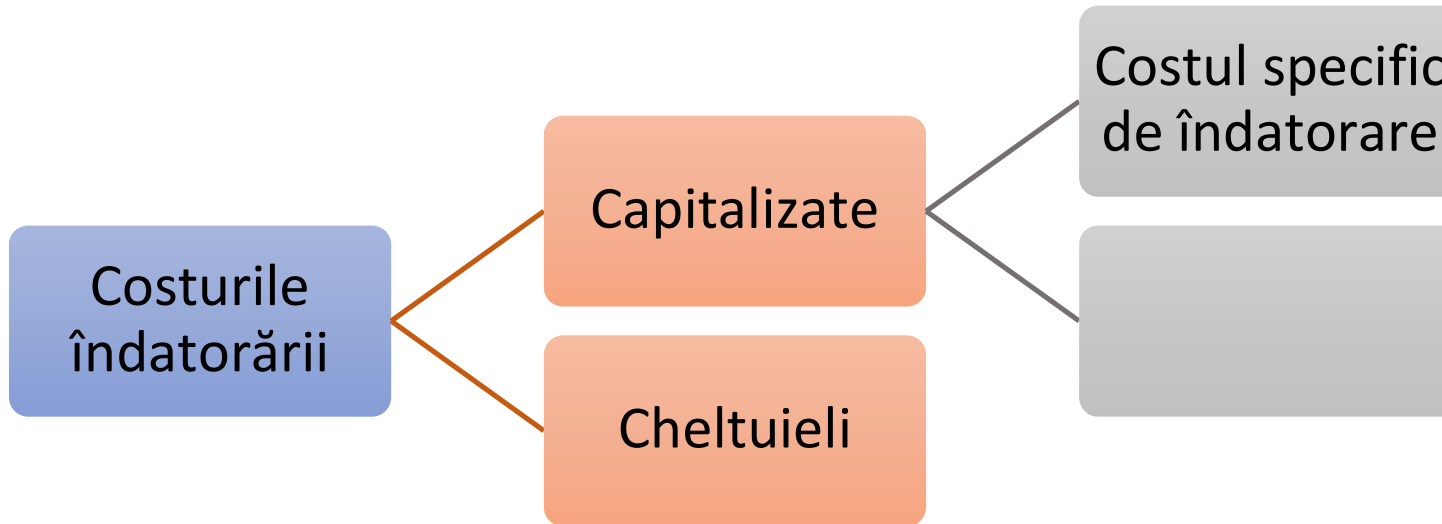 Costul specific
de îndatorare
Capitalizate
Costurile
îndatorării
Cheltuieli